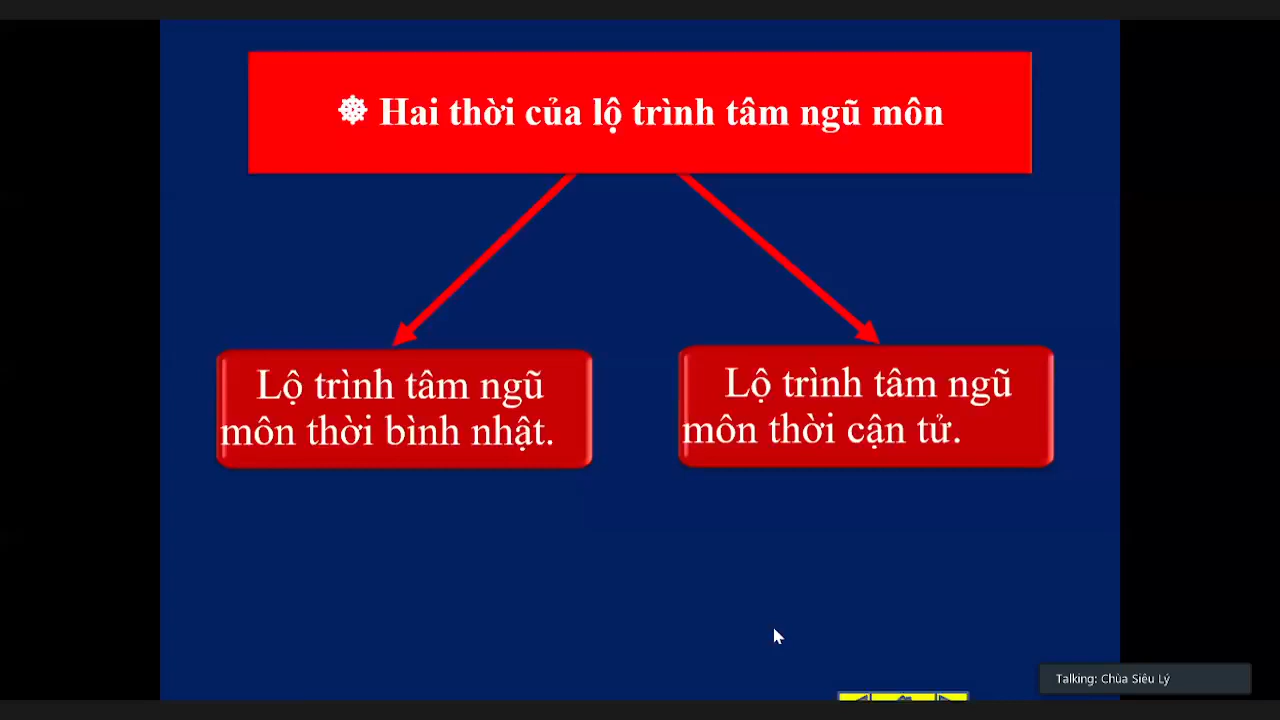 ☸ Hai thời của lộ trình tâm ngũ môn
Lộ trình tâm ngũ
môn thời bình nhật.
Lộ trình tâm ngũ
môn thời cận tử.
Talking: Chùa Siêu Lý